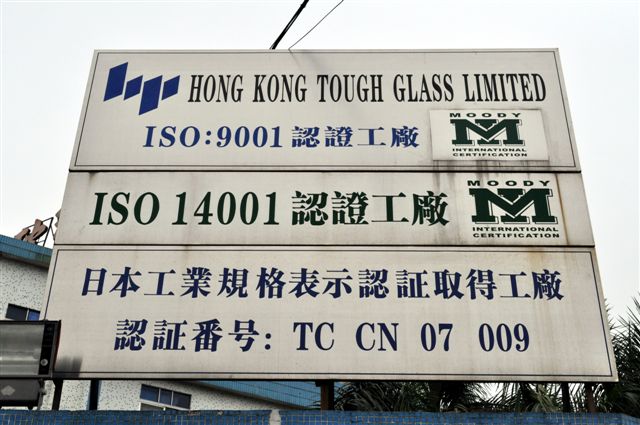 HONG KONG TOUGH GLASS LIMITED
ISO:9001 認證工廠
MOODY
M
INTERNATIONAL
CERTIFICATION
ISO 14001 認證工廠
MOODY
M
INTERNATIONAL
CERTIFICATION
日本工業規格表示認証取得工廠
認証番号: TC CN 07 009